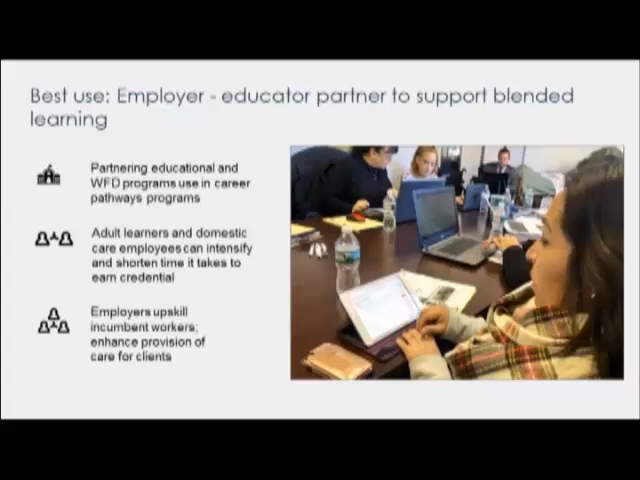 Best use: Employer - educator partner to support blended
learning
Partnering educational and
WFD programs use in career
pathways programs
Adult learners and domestic
care employees can intensify
and shorten time it takes to
earn credential
Employers upskill
incumbent workers;
enhance provision of
care for clients